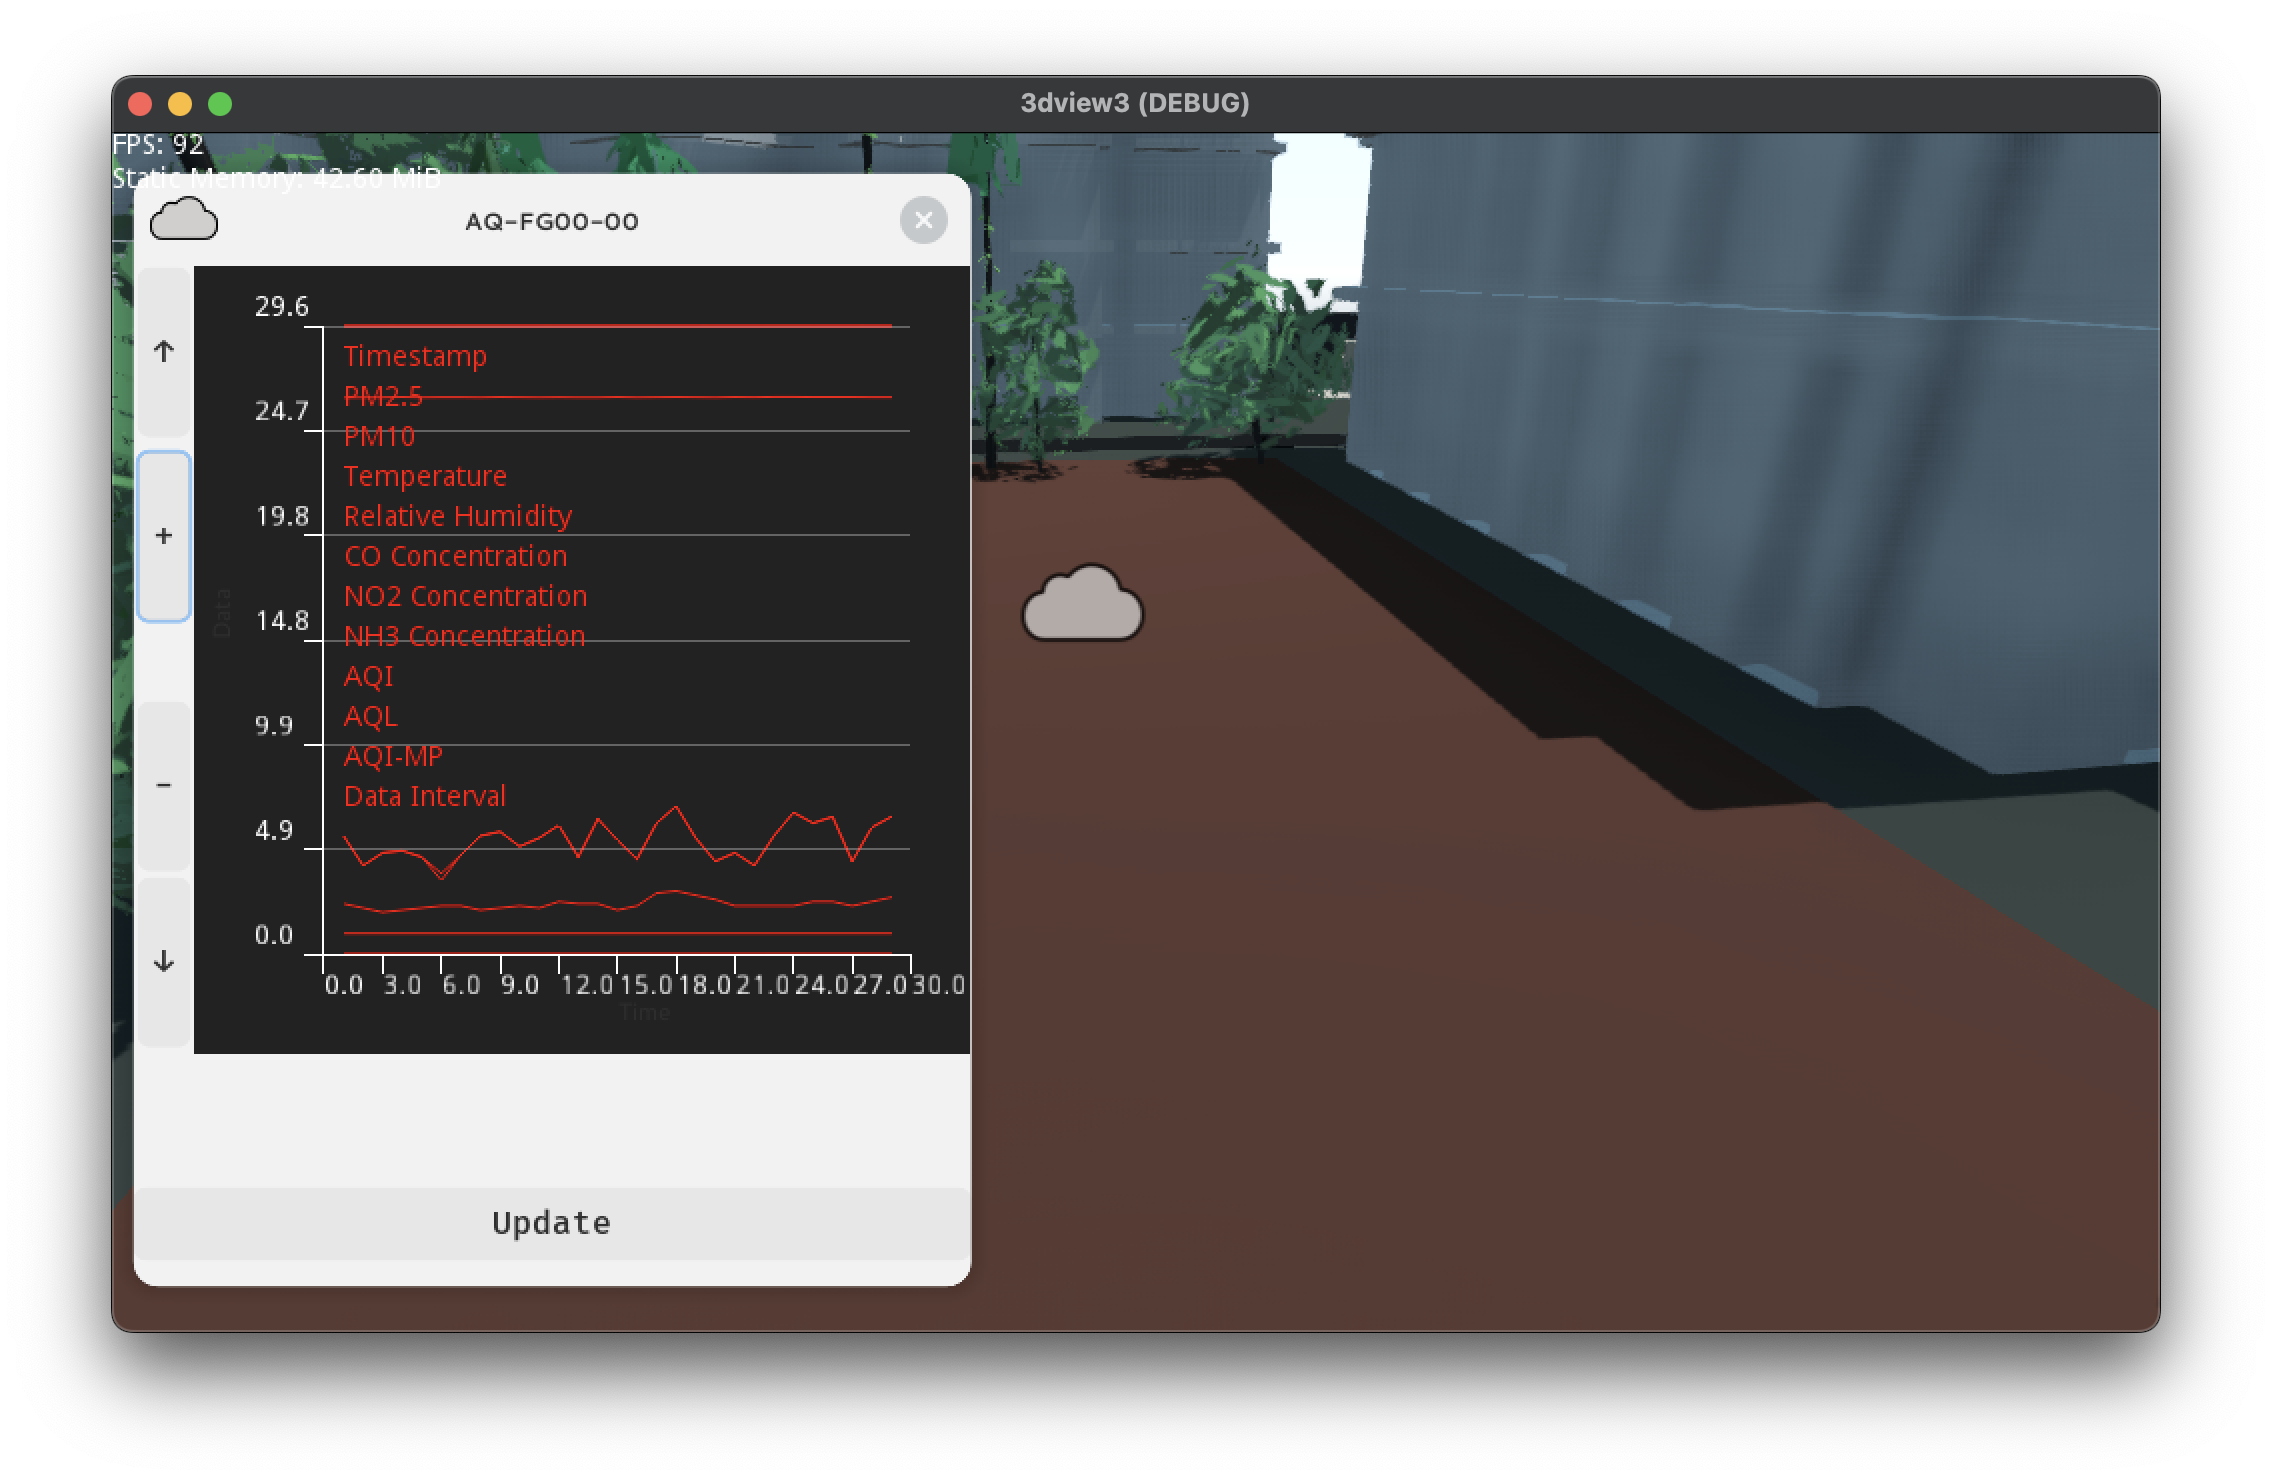 3dview3 (DEBUG)
FPS: 92
Static Memory: 42.60 MiB
AQ-FG00-00
↑
+
-
↓
29.6
24.7
19.8
14.8
9.9
4.9
0.0
Data
Timestamp
PM2.5
PM10
Temperature
Relative Humidity
CO Concentration
NO2 Concentration
NH3 Concentration
AQI
AQL
AQI-MP
Data Interval
0.0 3.0 6.0 9.0 12.0 15.0 18.0 21.0 24.0 27.0 30.0
Time
Update